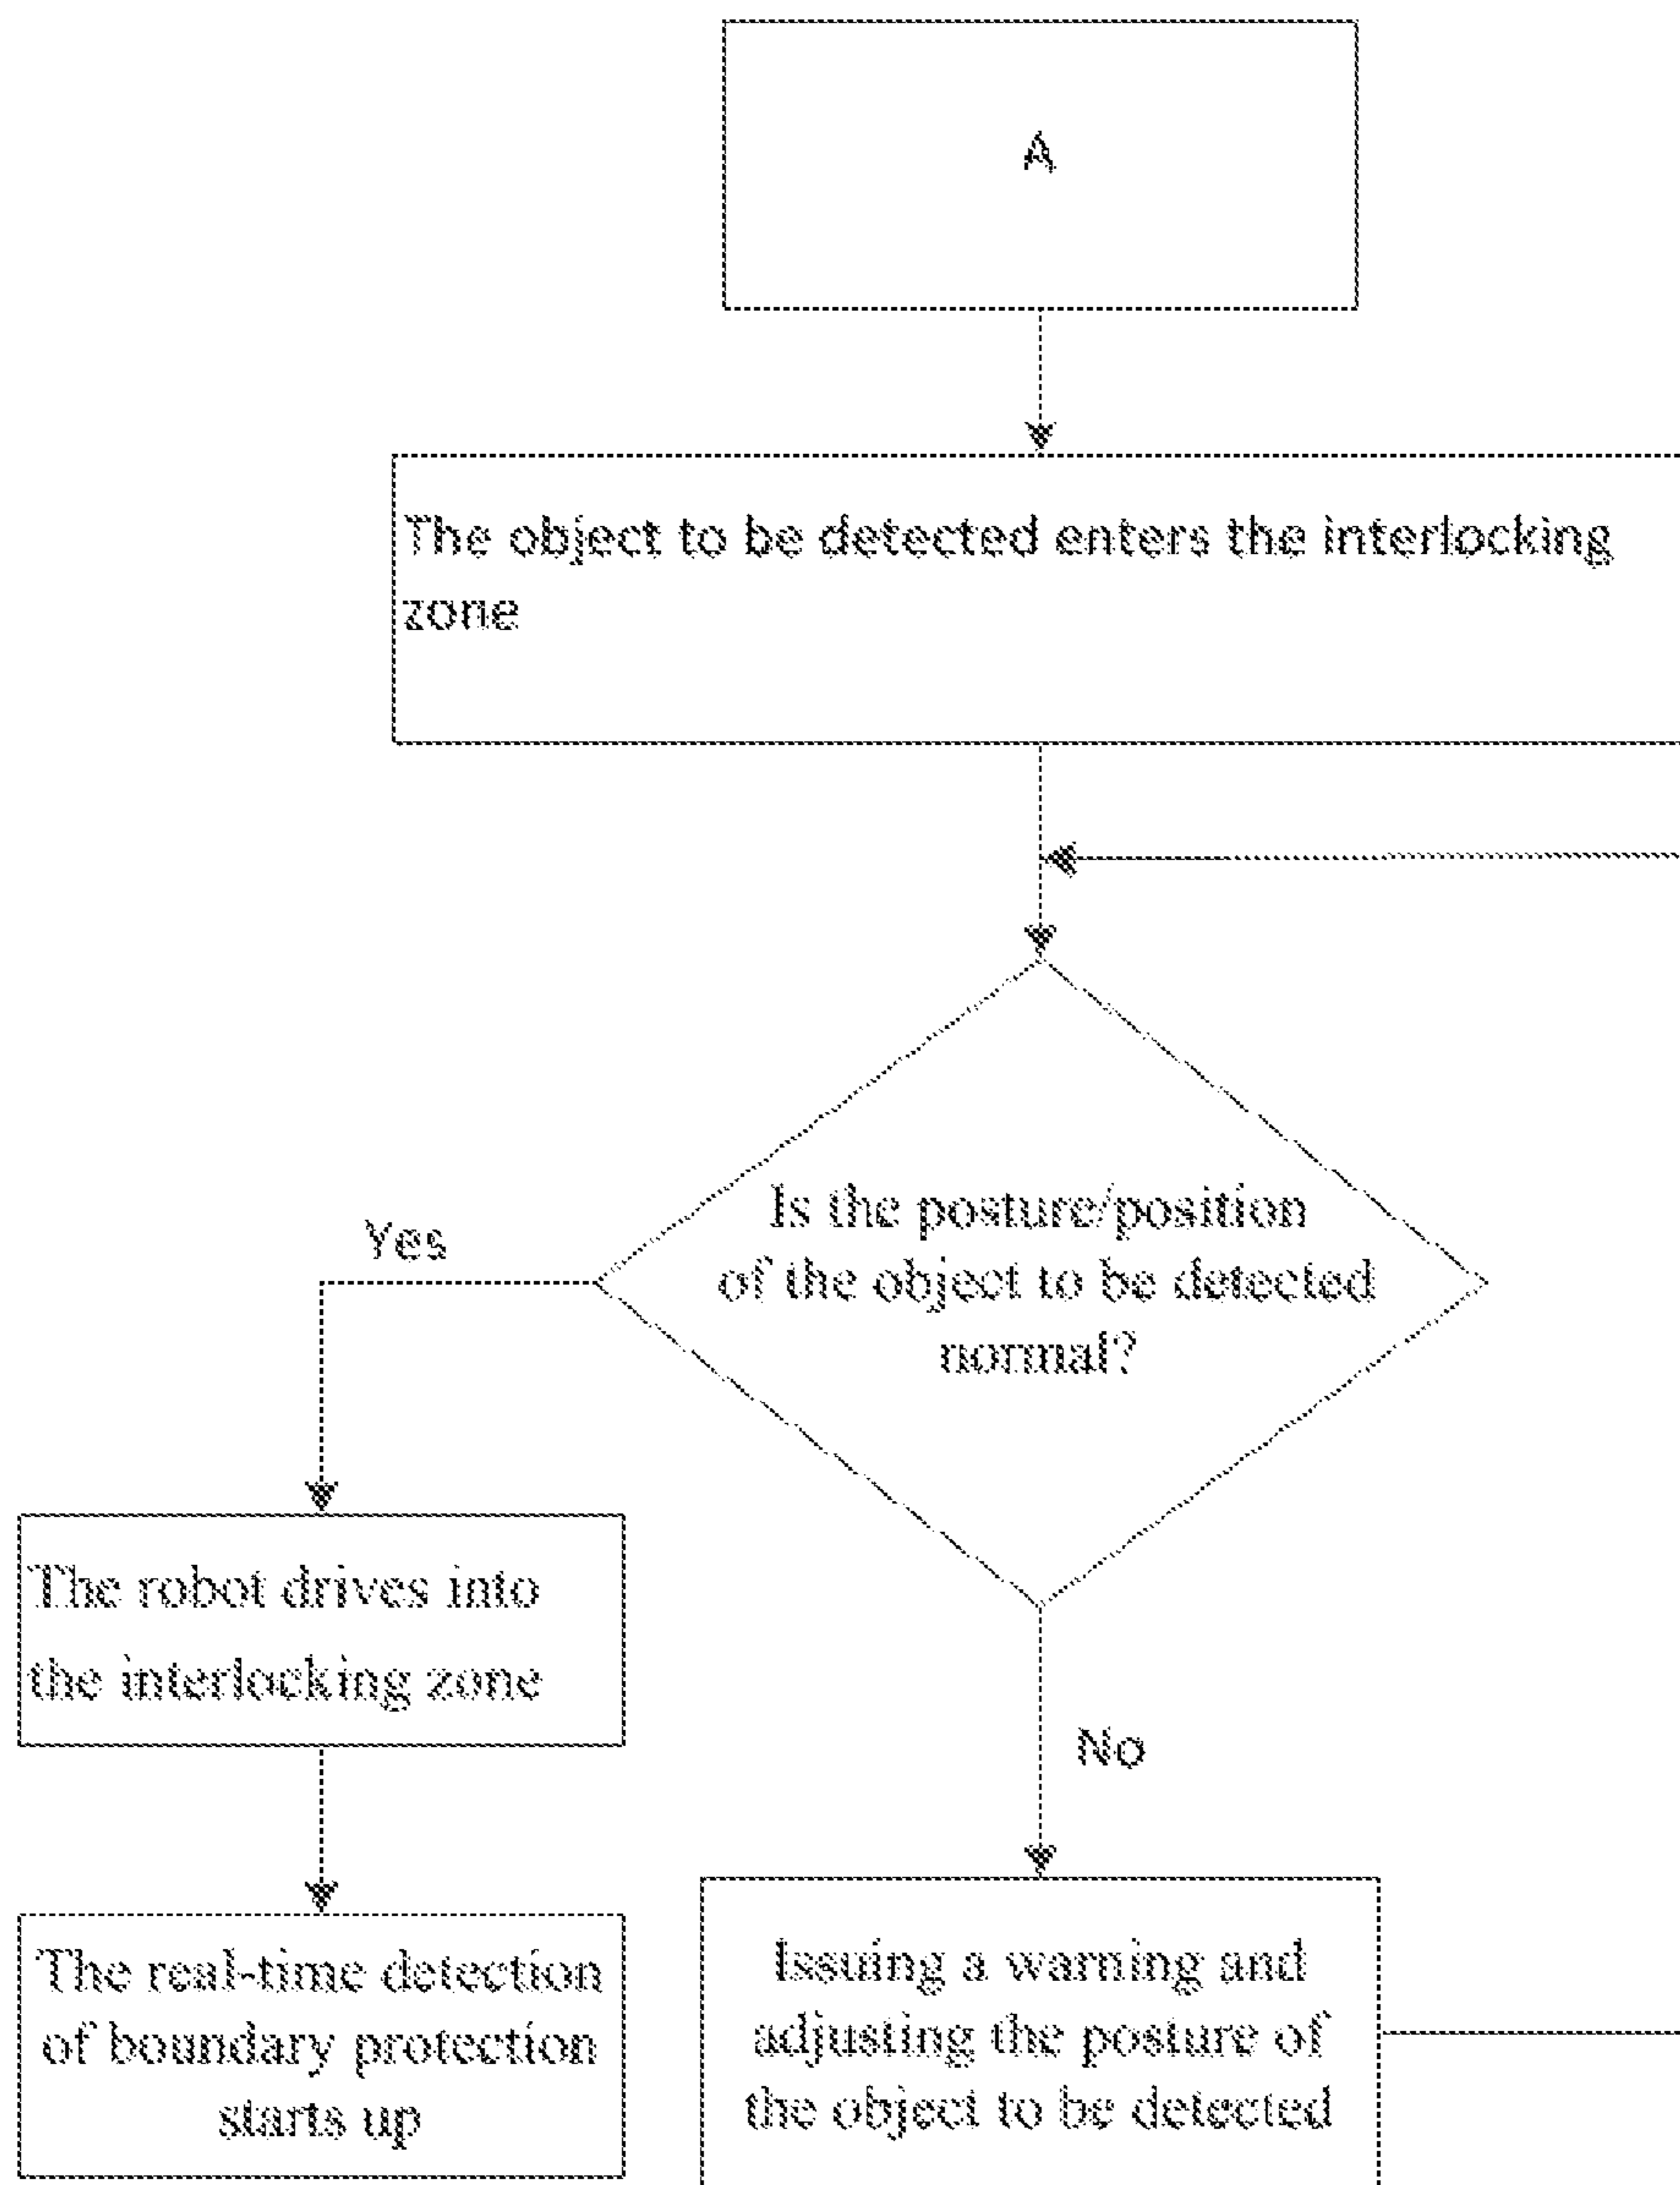 A
The object to be detected enters the interlocking
zone
Is the posture/position
of the object to be detected
normal?
Yes
The robot drives into
the interlocking zone
No
The real-time detection
of boundary protection
starts up
Issuing a warning and
adjusting the posture of
the object to be detected